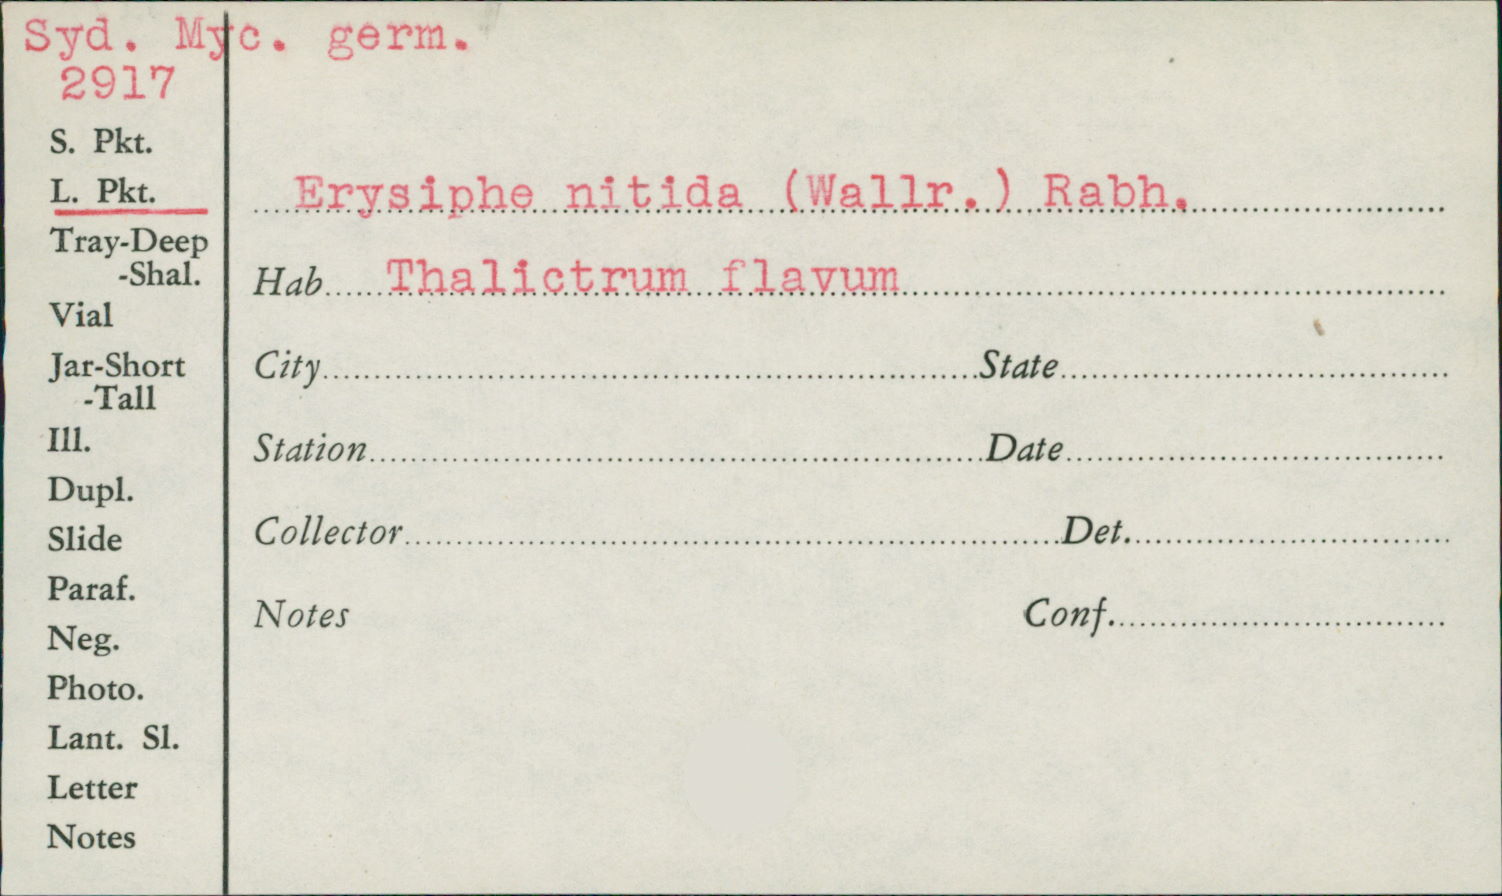 Syd. Myc. germ.
2917
S. Pkt.
L. Pkt.
Tray-Deep
-Shal.
Vial
Jar-Short
-Tall
Ill.
Dupl.
Slide
Paraf.
Neg.
Photo.
Lant. Sl.
Letter
Notes
Erysiphe nitida (Wallr.) Rabh.
Hab Thalictrum flavum
City State
Station Date
Collector Det.
Notes Conf.